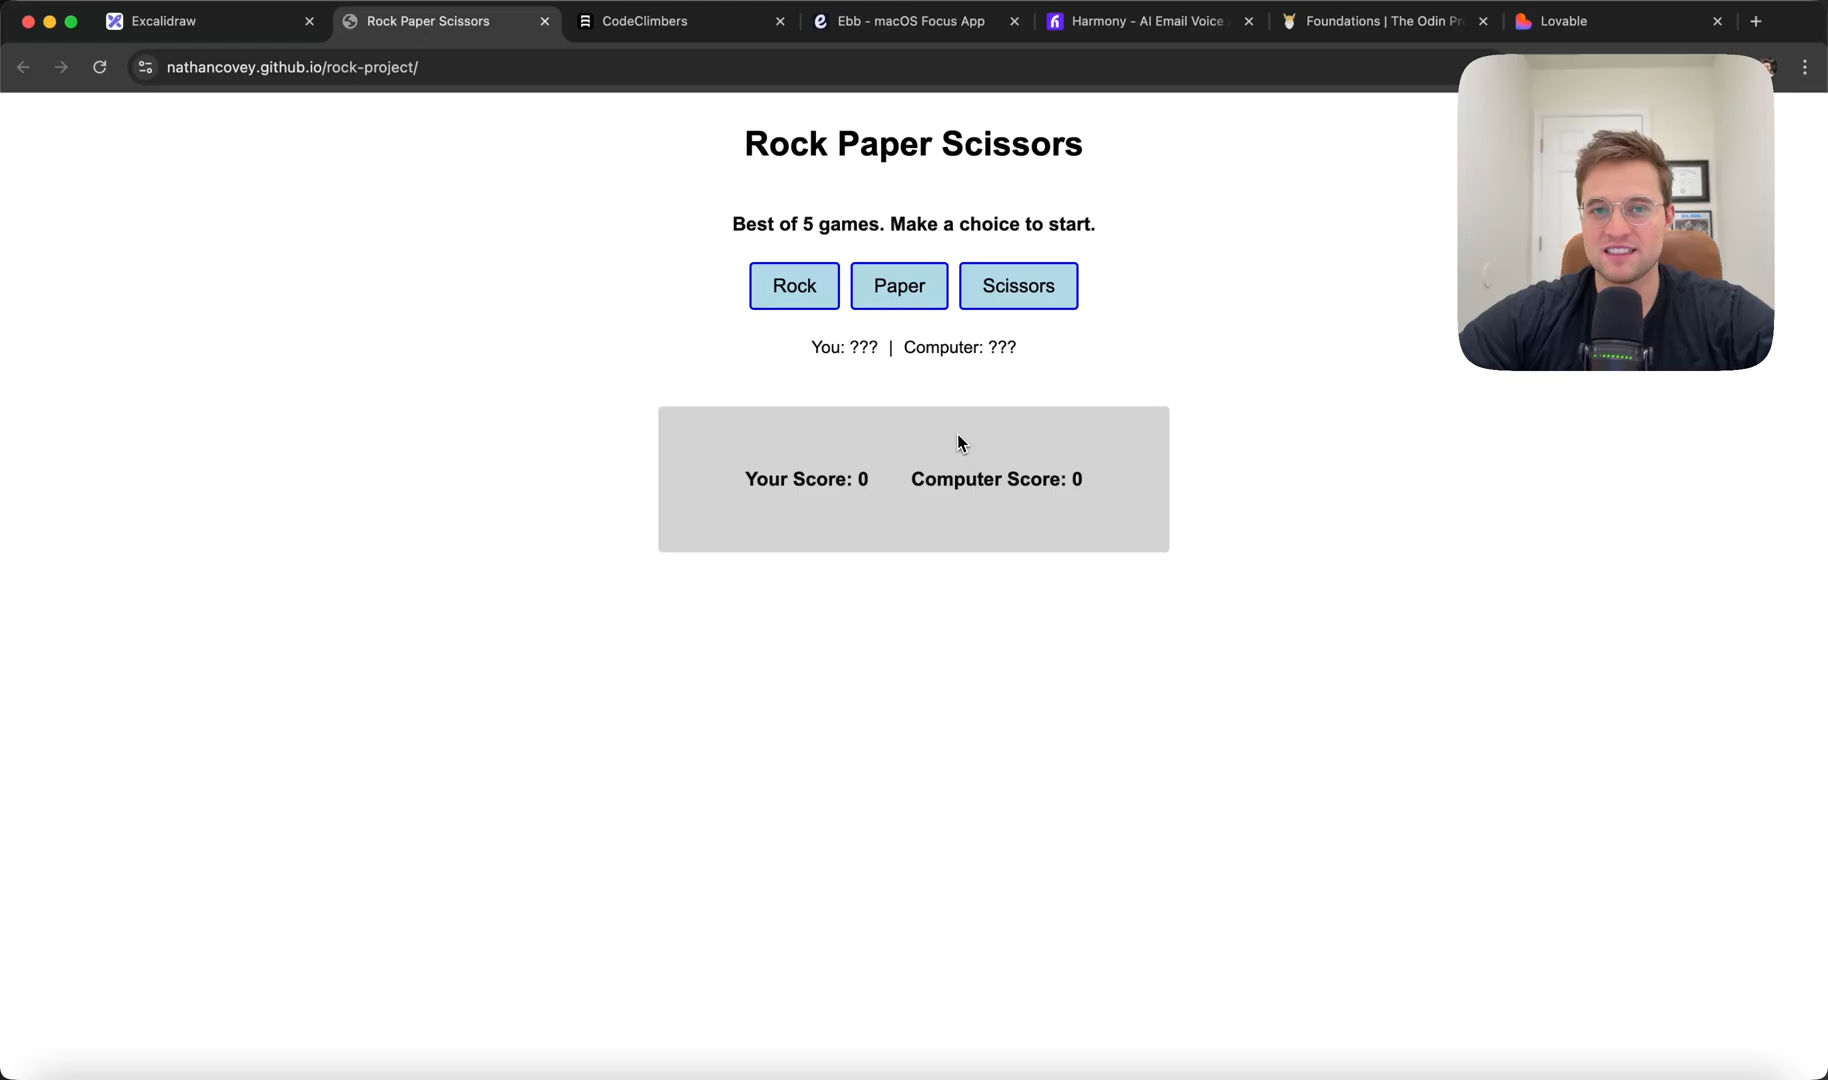 Excalidraw
Rock Paper Scissors
CodeClimbers
Ebb - macOS Focus App
Harmony - AI Email Voice
Foundations | The Odin Pr
Lovable
nathancovey.github.io/rock-project/
Rock Paper Scissors
Best of 5 games. Make a choice to start.
Rock Paper Scissors
You: ??? | Computer: ???
Your Score: 0 Computer Score: 0